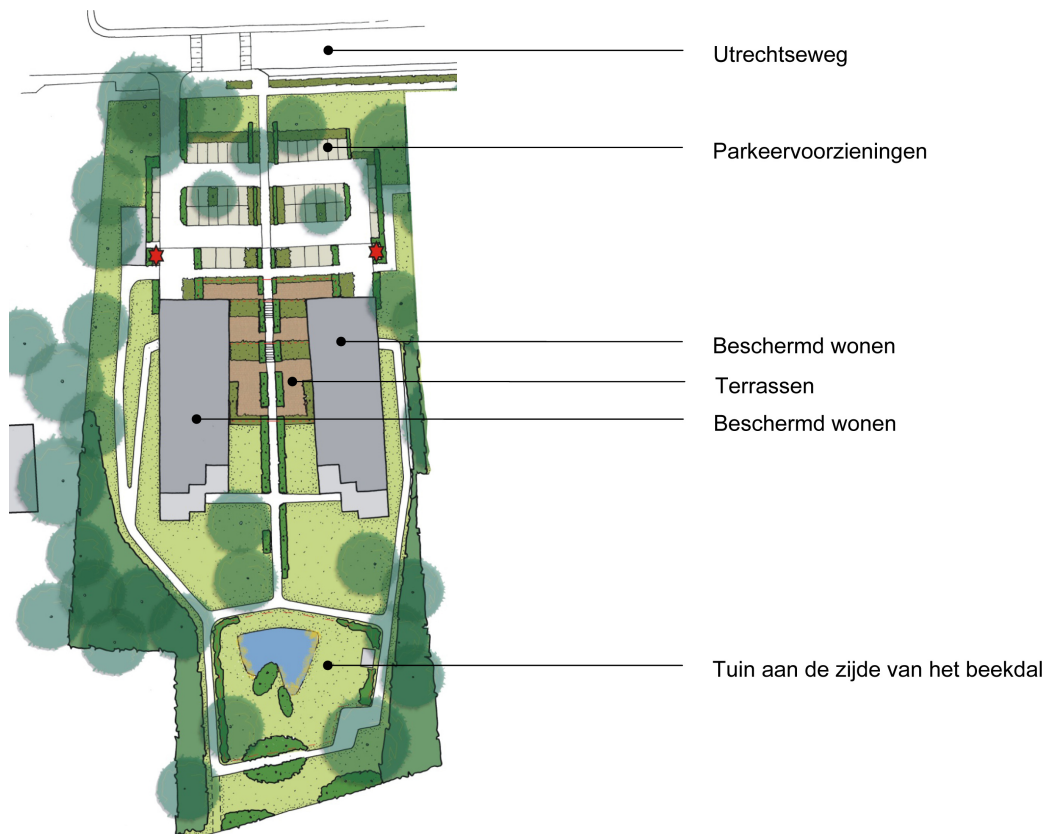 Utrechtseweg
Parkeervoorzieningen
Beschermd wonen
Terrassen
Beschermd wonen
Tuin aan de zijde van het beekdal